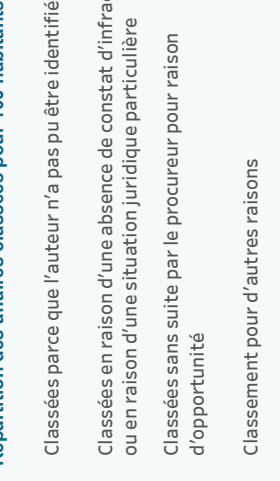 Répartition des affaires classées pour 100 habitants
Classées parce que l'auteur n'a pas pu être identifié
Classées en raison d'une absence de constat d'infrac
ou en raison d'une situation juridique particulière
Classées sans suite par le procureur pour raison
d'opportunité
Classement pour d'autres raisons